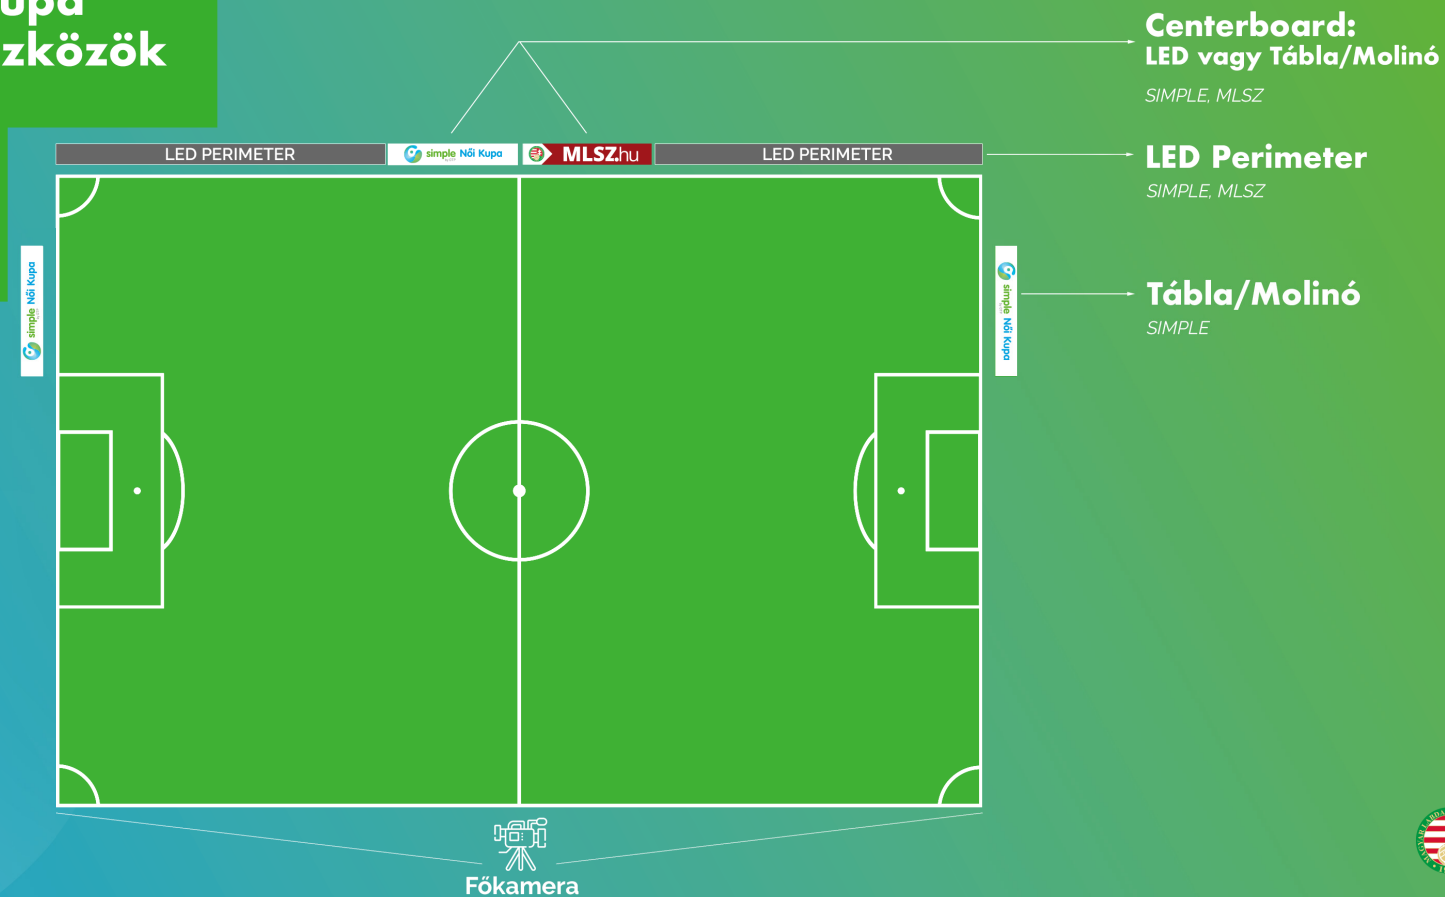 upa
zközök
Centerboard:
LED vagy Tábla/Molinó
SIMPLE, MLSZ
LED PERIMETER
simple Női Kupa
MLSZ.hu
LED PERIMETER
LED Perimeter
SIMPLE, MLSZ
simple Női Kupa
simple Női Kupa
Tábla/Molinó
SIMPLE
Főkamera